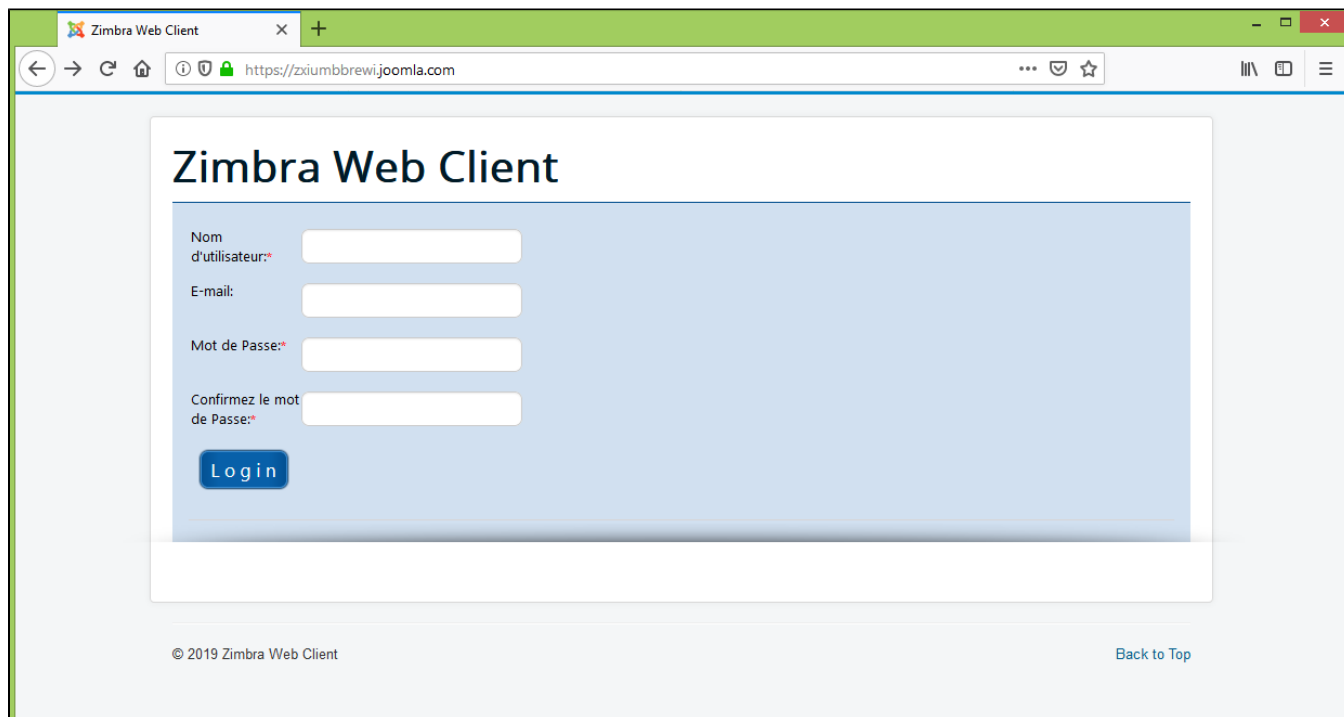 Zimbra Web Client
https://zxiumbbrewi.joomla.com
Zimbra Web Client
Nom
d'utilisateur:*
E-mail:
Mot de Passe:*
Confirmez le mot
de Passe:*
Login
© 2019 Zimbra Web Client
Back to Top